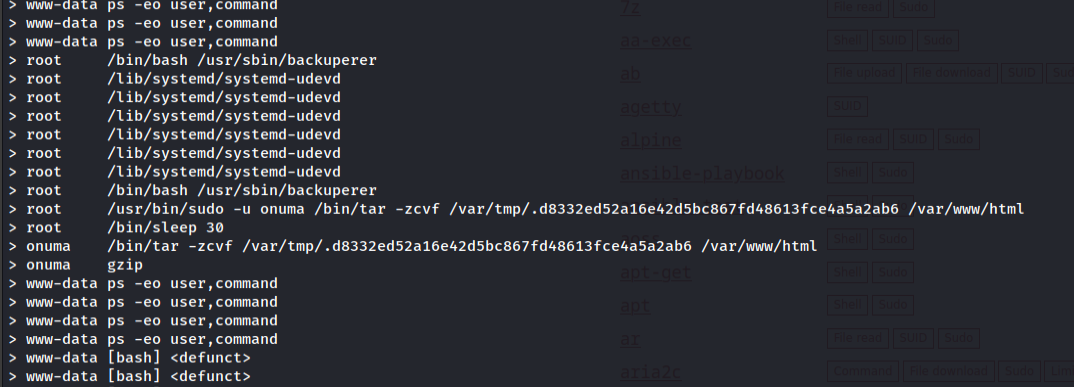 > www-data ps -eo user,command
> www-data ps -eo user,command
> www-data ps -eo user,command
> root /bin/bash /usr/sbin/backuperer
> root /lib/systemd/systemd-udevd
> root /lib/systemd/systemd-udevd
> root /lib/systemd/systemd-udevd
> root /lib/systemd/systemd-udevd
> root /lib/systemd/systemd-udevd
> root /lib/systemd/systemd-udevd
> root /bin/bash /usr/sbin/backuperer
> root /usr/bin/sudo -u onuma /bin/tar -zcvf /var/tmp/.d8332ed52a16e42d5bc867fd48613fce4a5a2ab6 /var/www/html
> root /bin/sleep 30
> onuma /bin/tar -zcvf /var/tmp/.d8332ed52a16e42d5bc867fd48613fce4a5a2ab6 /var/www/html
> onuma gzip
> www-data ps -eo user,command
> www-data ps -eo user,command
> www-data ps -eo user,command
> www-data ps -eo user,command
> www-data [bash] <defunct>
> www-data [bash] <defunct>
7z File read Sudo
aa-exec Shell SUID Sudo
ab File upload File download SUID
agetty SUID
alpine File read SUID Sudo
ansible-playbook Shell Sudo
Shell Sudo
apt-get Shell Sudo
apt Shell Sudo
ar File read SUID Sudo
aria2c Command File download Sudo